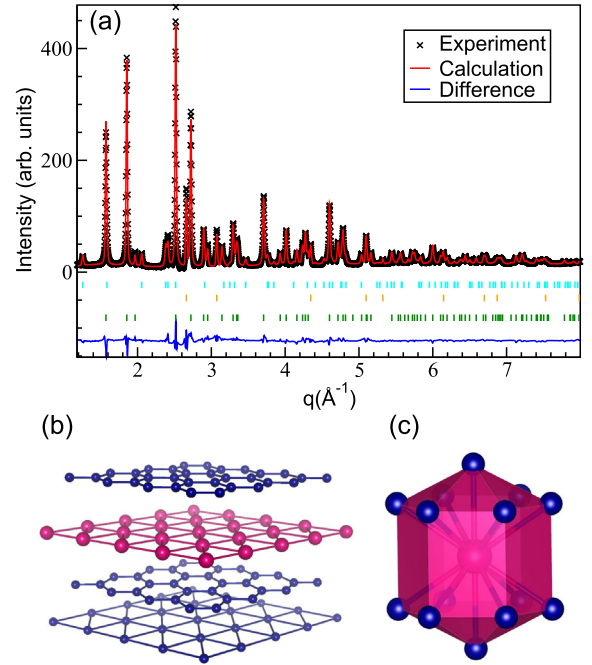 (a)
Experiment
Calculation
Difference
Intensity (arb. units)
400
200
0
2 3 4 5 6 7
q(Å⁻¹)
(b)
(c)